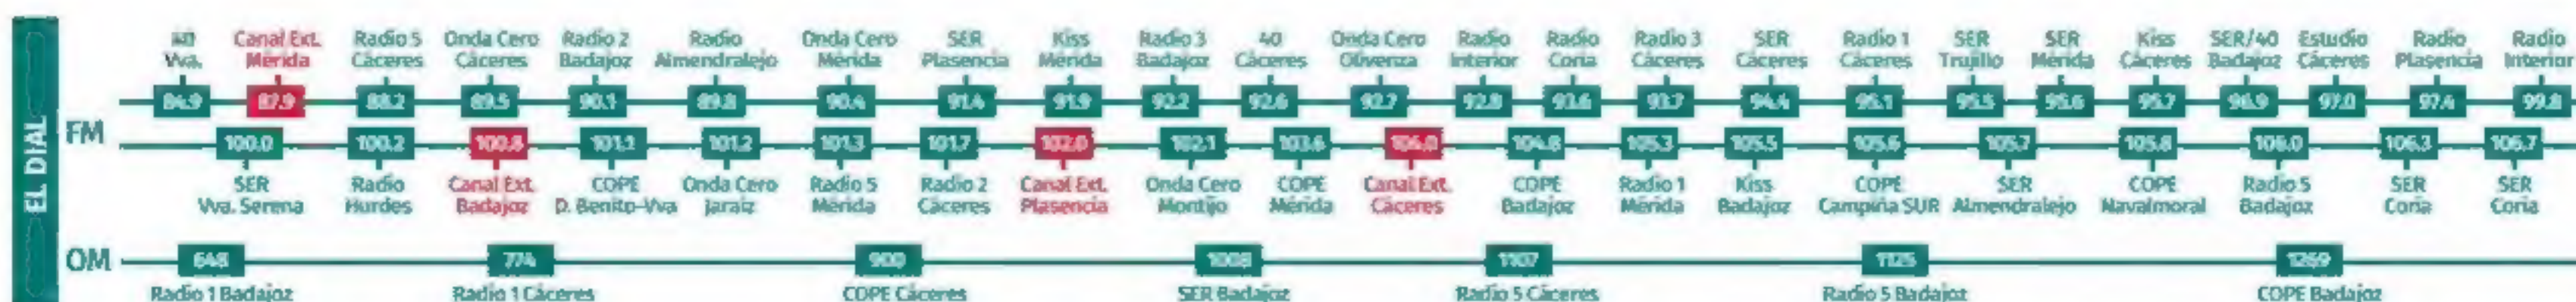 EL DIAL
40 Canal Ext. Radio 5 Onda Cero Radio 2 Radio Onda Cero SER Kiss Radio 3 40 Onda Cero Radio Radio Radio 3 SER Radio 1 SER SER Kiss SER/40 Estudio Radio Radio
Vva. Mérida Cáceres Cáceres Badajoz Almendralejo Mérida Plasencia Mérida Badajoz Cáceres Olivenza Interior Coria Cáceres Cáceres Cáceres Trujillo Mérida Cáceres Badajoz Cáceres Plasencia Interior
84.9 87.9 88.2 89.5 90.1 89.8 90.4 91.4 91.9 92.2 92.6 92.7 92.8 93.6 93.7 94.4 95.1 95.5 95.6 95.7 96.9 97.0 97.4 99.8
FM
100.0 100.2 100.8 101.1 101.2 101.3 101.7 102.0 102.1 103.6 106.0 104.8 105.3 105.5 105.6 105.7 105.8 106.0 106.3 106.7
SER Radio Canal Ext. COPE Onda Cero Radio 5 Radio 2 Canal Ext. Onda Cero COPE Canal Ext. COPE Radio 1 Kiss COPE SER COPE Radio 5 SER SER
Vva. Serena Hurdes Badajoz D. Benito-Vva Jaraiz Mérida Cáceres Plasencia Montijo Mérida Cáceres Badajoz Mérida Badajoz Campiña SUR Almendralejo Navalmoral Badajoz Coria Coria
OM 648 774 900 1008 1107 1125 1269
Radio 1 Badajoz Radio 1 Cáceres COPE Cáceres SER Badajoz Radio 5 Cáceres Radio 5 Badajoz COPE Badajoz